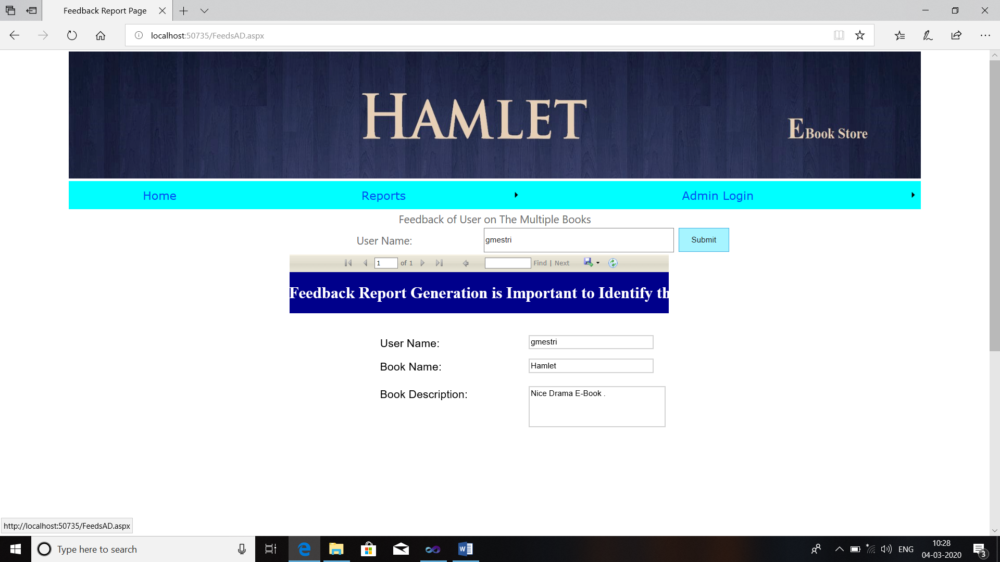 Feedback Report Page
localhost:50735/FeedsAD.aspx
HAMLET
EBook Store
Home Reports Admin Login
Feedback of User on The Multiple Books
User Name: gmestri Submit
1 of 1 Find | Next
Feedback Report Generation is Important to Identify th
User Name: gmestri
Book Name: Hamlet
Book Description: Nice Drama E-Book .
http://localhost:50735/FeedsAD.aspx
Type here to search
ENG
10:28
04-03-2020
3